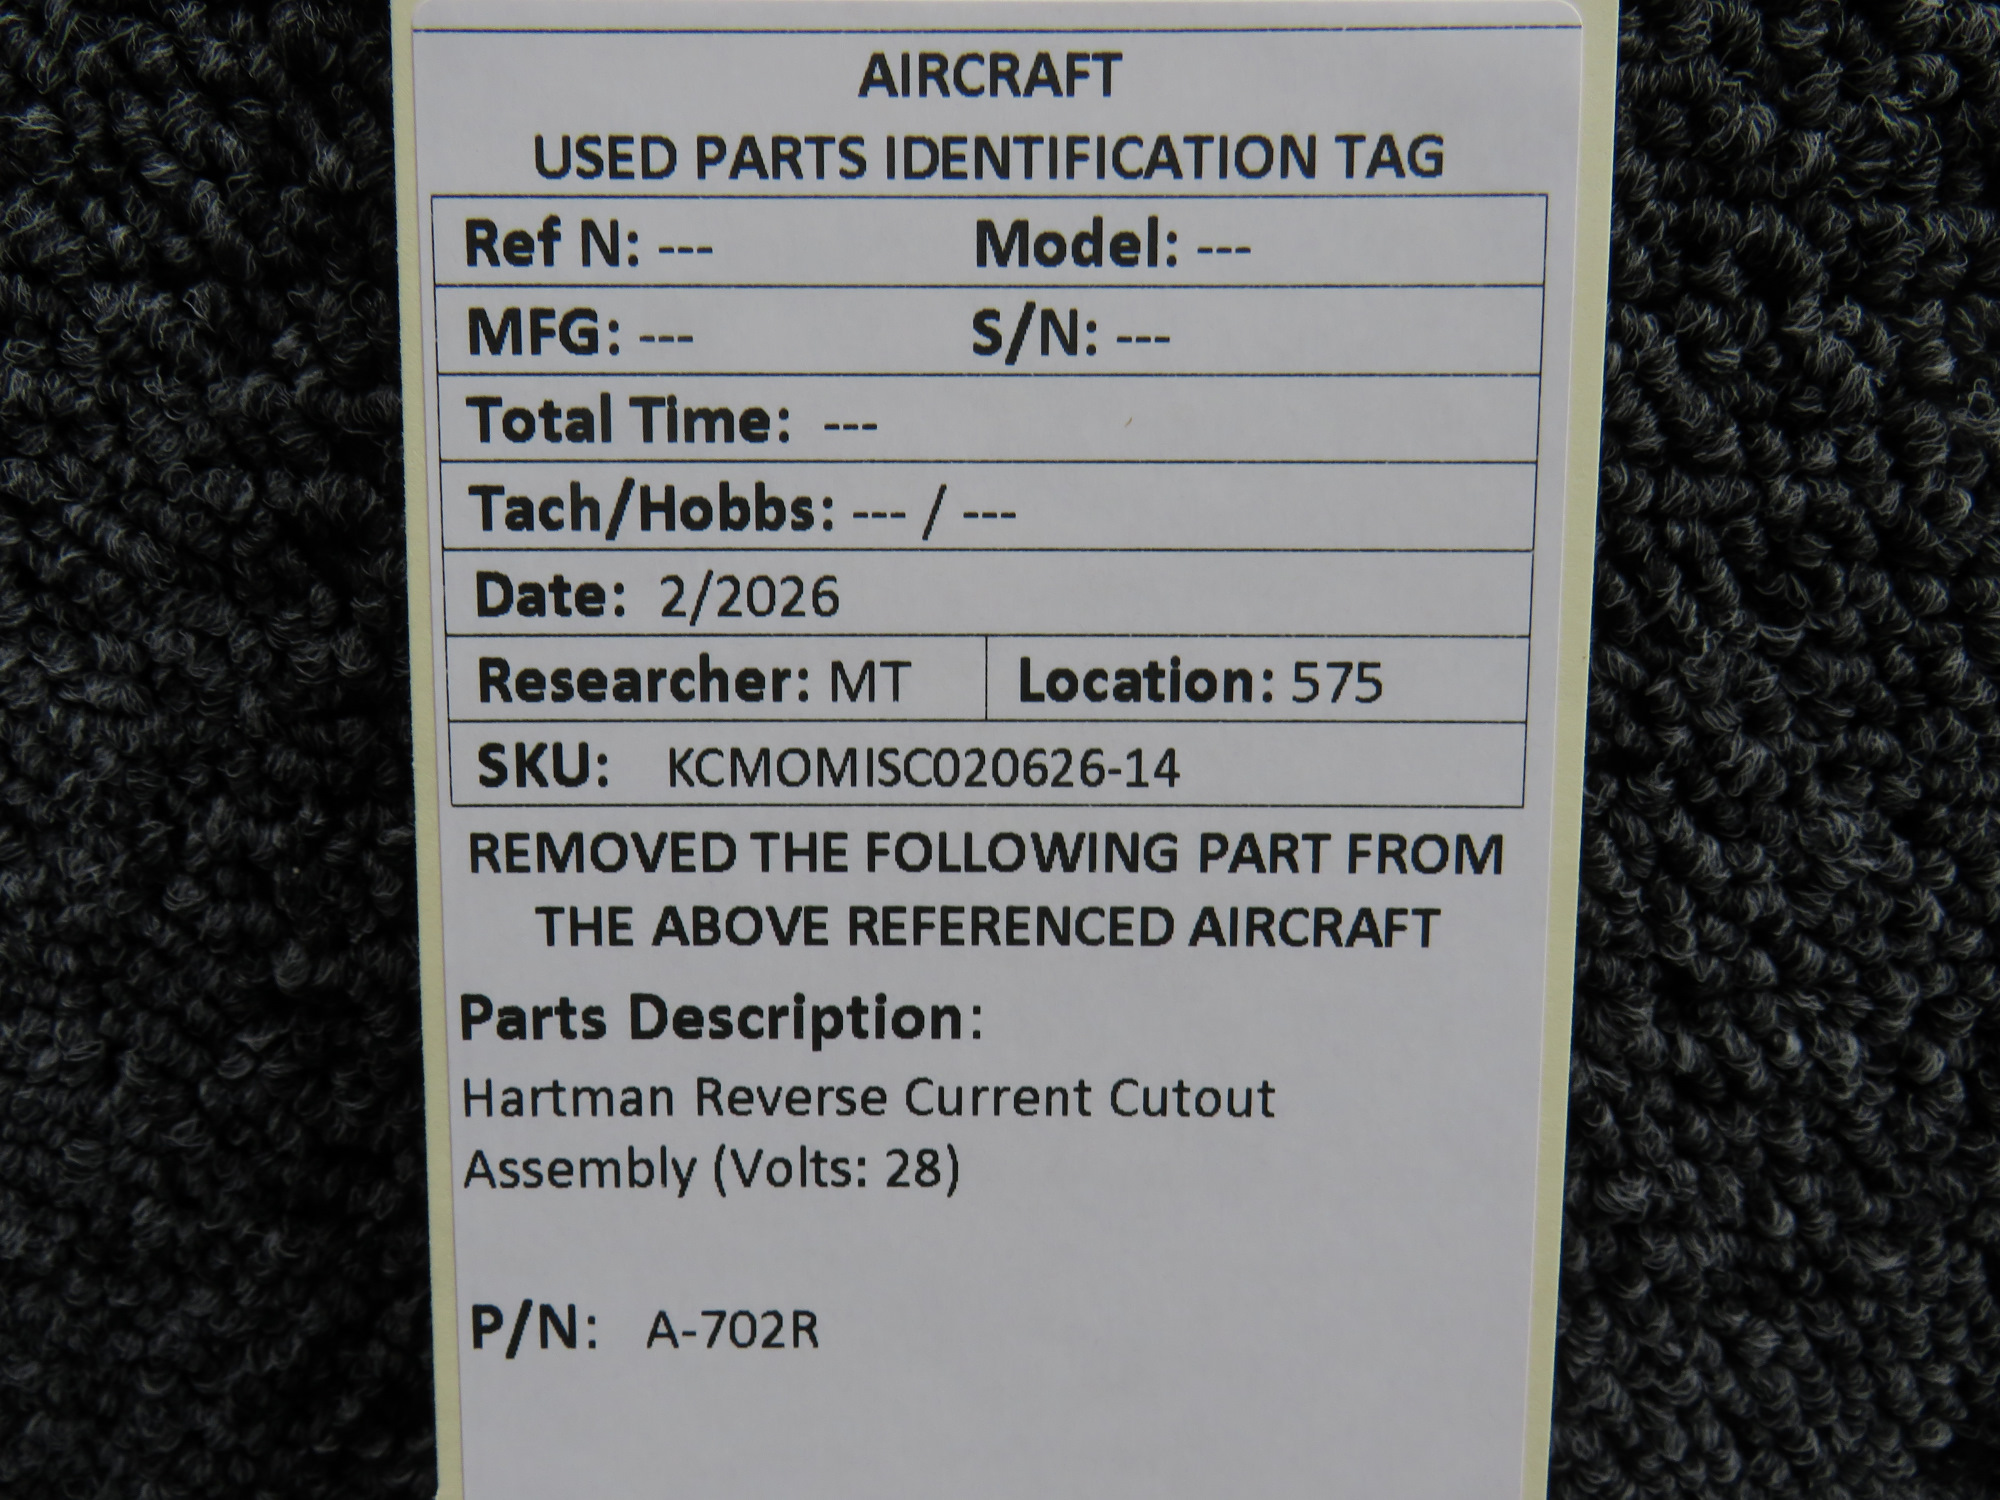 AIRCRAFT
USED PARTS IDENTIFICATION TAG
Ref N: --- Model: ---
MFG: --- S/N: ---
Total Time: ---
Tach/Hobbs: --- / ---
Date: 2/2026
Researcher: MT Location: 575
SKU: KCMOMISC020626-14
REMOVED THE FOLLOWING PART FROM
THE ABOVE REFERENCED AIRCRAFT
Parts Description:
Hartman Reverse Current Cutout
Assembly (Volts: 28)
P/N: A-702R